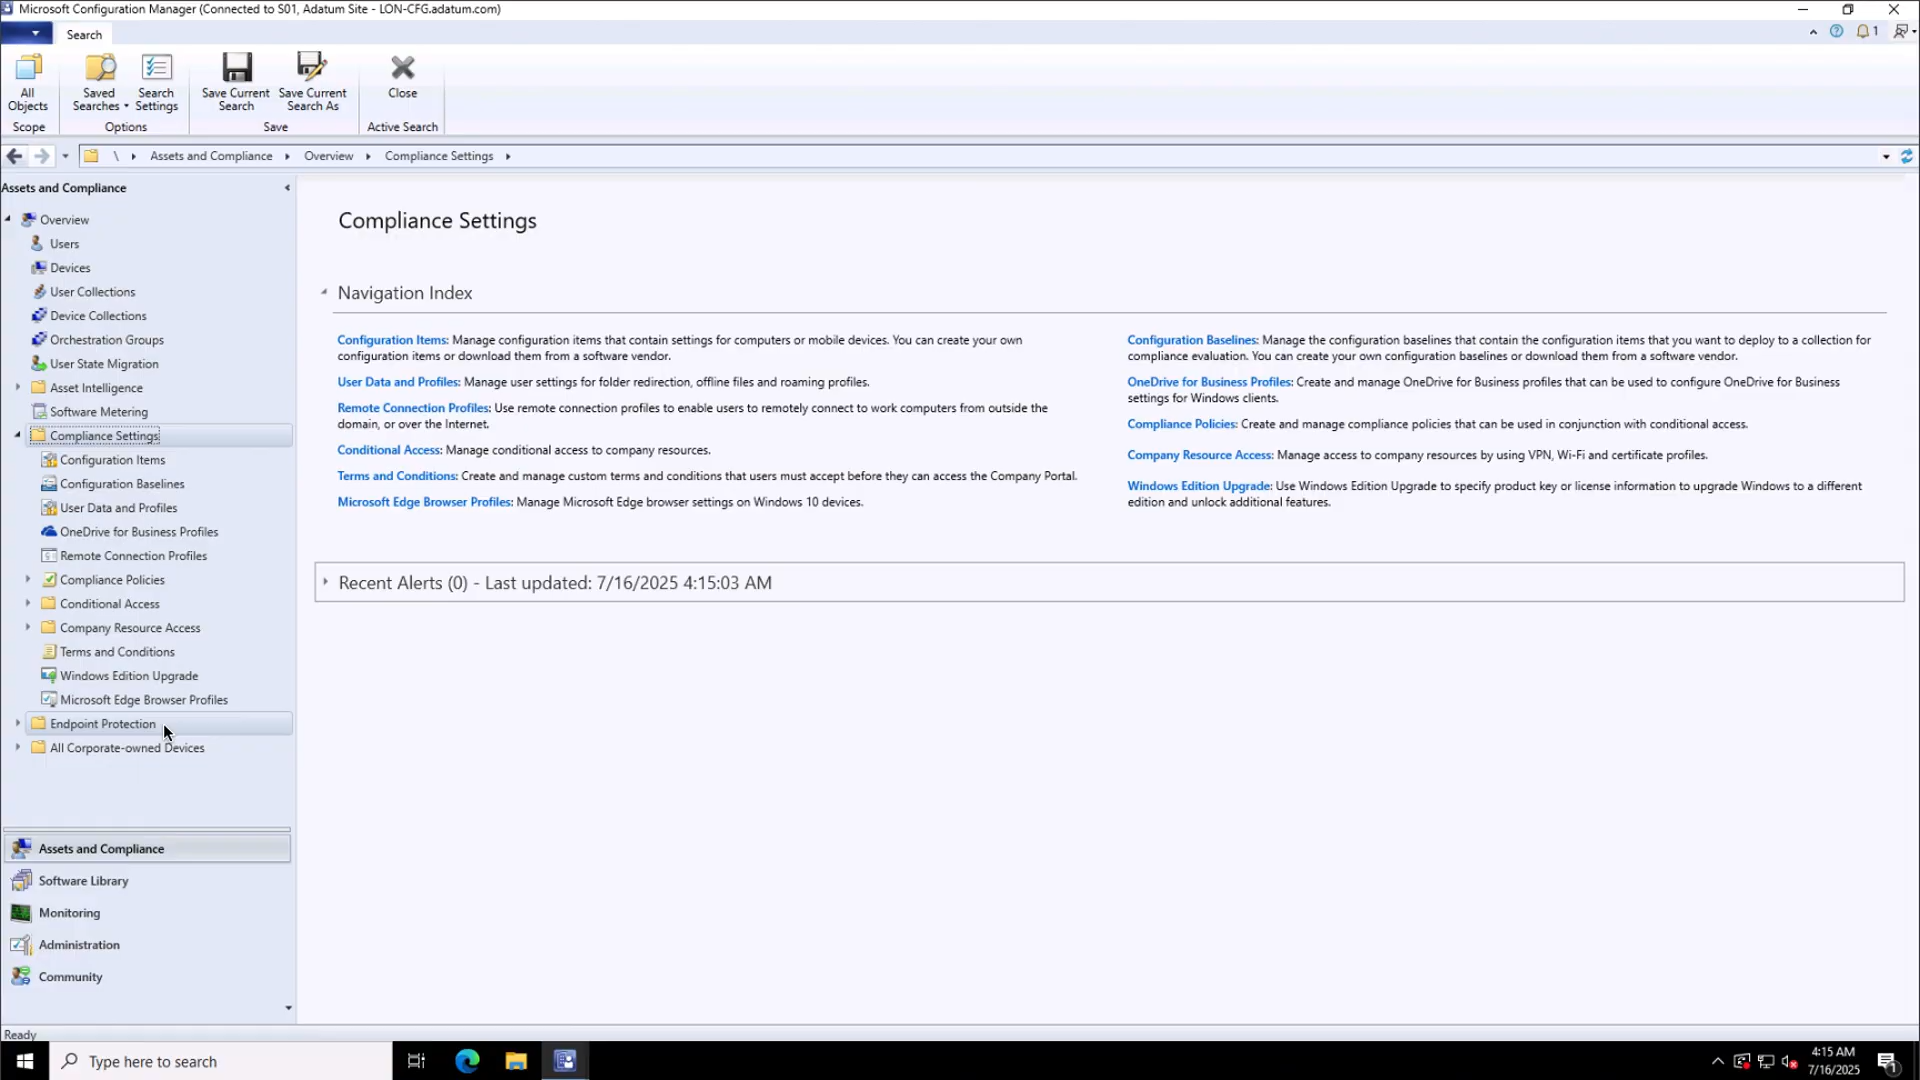 Microsoft Configuration Manager (Connected to S01, Adatum Site - LON-CFG.adatum.com)
Search
1
All Objects
Saved Searches
Search Settings
Save Current Search
Save Current Search As
Close
Scope
Options
Save
Active Search
\ Assets and Compliance Overview Compliance Settings
Assets and Compliance
Overview
Users
Devices
User Collections
Device Collections
Orchestration Groups
User State Migration
Asset Intelligence
Software Metering
Compliance Settings
Configuration Items
Configuration Baselines
User Data and Profiles
OneDrive for Business Profiles
Remote Connection Profiles
Compliance Policies
Conditional Access
Company Resource Access
Terms and Conditions
Windows Edition Upgrade
Microsoft Edge Browser Profiles
Endpoint Protection
All Corporate-owned Devices
Assets and Compliance
Software Library
Monitoring
Administration
Community
Compliance Settings
Navigation Index
Configuration Items: Manage configuration items that contain settings for computers or mobile devices. You can create your own
configuration items or download them from a software vendor.
User Data and Profiles: Manage user settings for folder redirection, offline files and roaming profiles.
Remote Connection Profiles: Use remote connection profiles to enable users to remotely connect to work computers from outside the
domain, or over the Internet.
Conditional Access: Manage conditional access to company resources.
Terms and Conditions: Create and manage custom terms and conditions that users must accept before they can access the Company Portal.
Microsoft Edge Browser Profiles: Manage Microsoft Edge browser settings on Windows 10 devices.
Configuration Baselines: Manage the configuration baselines that contain the configuration items that you want to deploy to a collection for
compliance evaluation. You can create your own configuration baselines or download them from a software vendor.
OneDrive for Business Profiles: Create and manage OneDrive for Business profiles that can be used to configure OneDrive for Business
settings for Windows clients.
Compliance Policies: Create and manage compliance policies that can be used in conjunction with conditional access.
Company Resource Access: Manage access to company resources by using VPN, Wi-Fi and certificate profiles.
Windows Edition Upgrade: Use Windows Edition Upgrade to specify product key or license information to upgrade Windows to a different
edition and unlock additional features.
Recent Alerts (0) - Last updated: 7/16/2025 4:15:03 AM
Ready
Type here to search
4:15 AM
7/16/2025
1